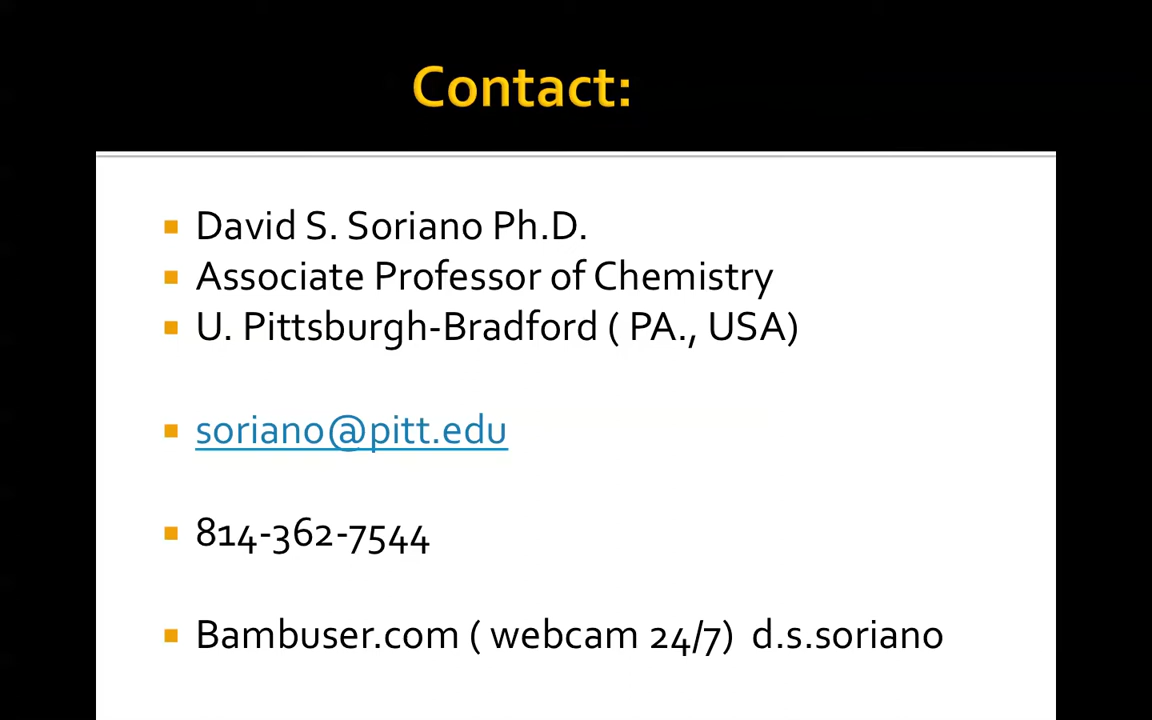 Contact:
David S. Soriano Ph.D.
Associate Professor of Chemistry
U. Pittsburgh-Bradford ( PA., USA)
soriano@pitt.edu
814-362-7544
Bambuser.com ( webcam 24/7)  d.s.soriano